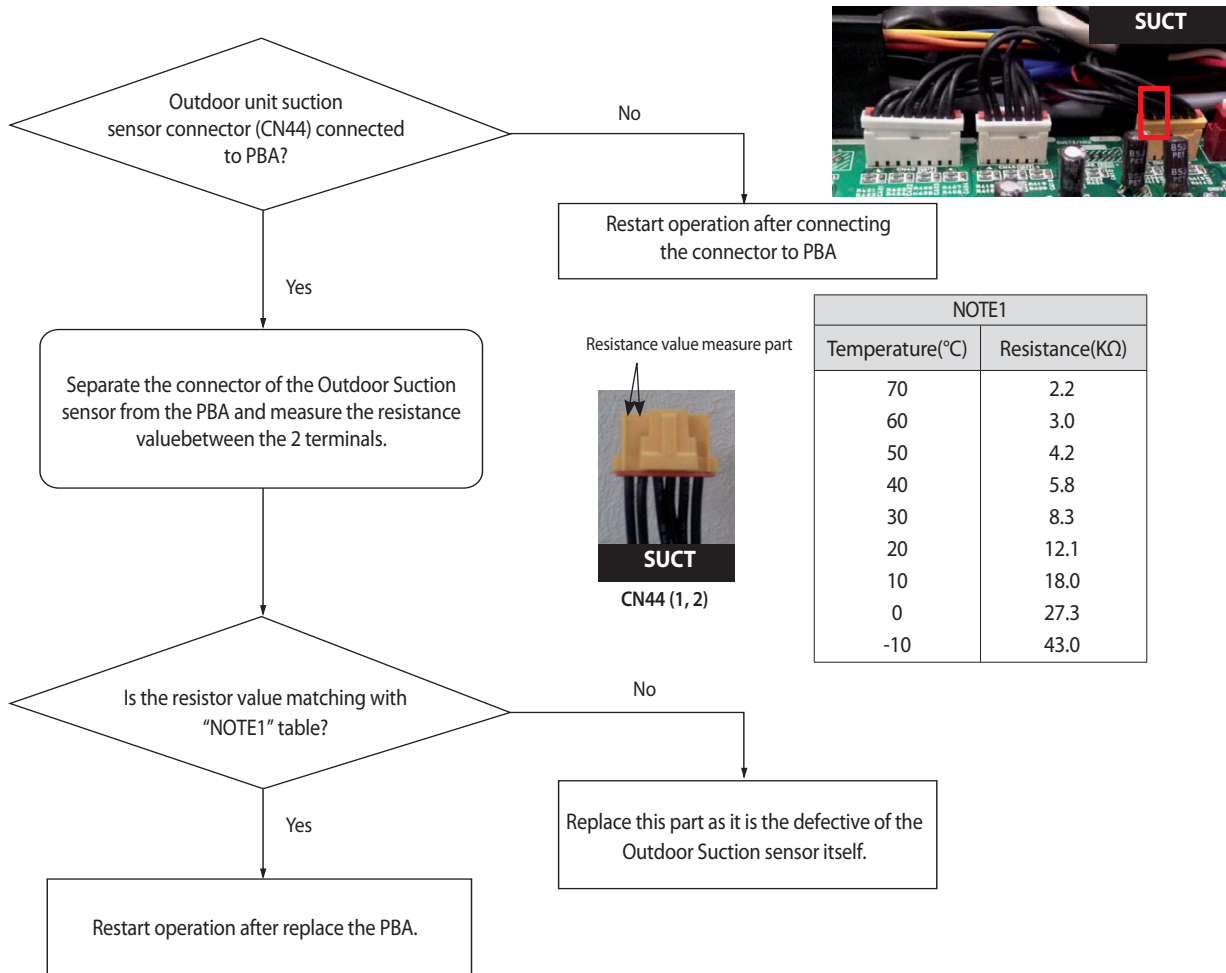 SUCT
Outdoor unit suction
sensor connector (CN44) connected
to PBA?
No
Restart operation after connecting
the connector to PBA
Yes
Separate the connector of the Outdoor Suction
sensor from the PBA and measure the resistance
valuebetween the 2 terminals.
Resistance value measure part
SUCT
CN44 (1, 2)
NOTE1
Temperature(°C) Resistance(KΩ)
70 2.2
60 3.0
50 4.2
40 5.8
30 8.3
20 12.1
10 18.0
0 27.3
-10 43.0
Is the resistor value matching with
“NOTE1” table?
No
Replace this part as it is the defective of the
Outdoor Suction sensor itself.
Yes
Restart operation after replace the PBA.